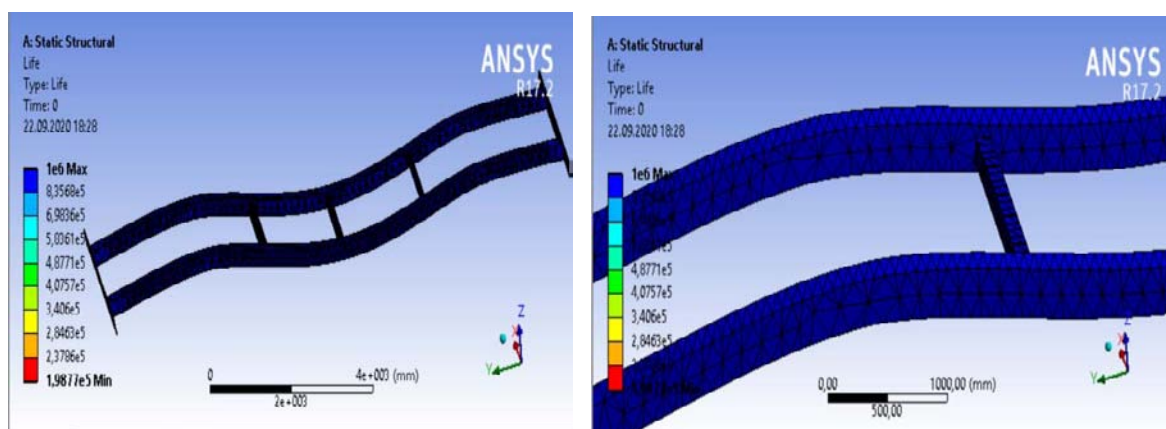 A: Static Structural
Life
Type: Life
Time: 0
22.09.2020 18:28
ANSYS
R17.2
1e6 Max
8,3568e5
6,9836e5
5,8361e5
4,8771e5
4,0757e5
3,406e5
2,8463e5
2,3786e5
1,9877e5 Min
0
4e+003 (mm)
2e+003
Z
X
Y
A: Static Structural
Life
Type: Life
Time: 0
22.09.2020 18:28
ANSYS
R17.2
1e6 Max
4,8771e5
4,0757e5
3,406e5
2,8463e5
0,00
1000,00 (mm)
500,00
Z
X
Y